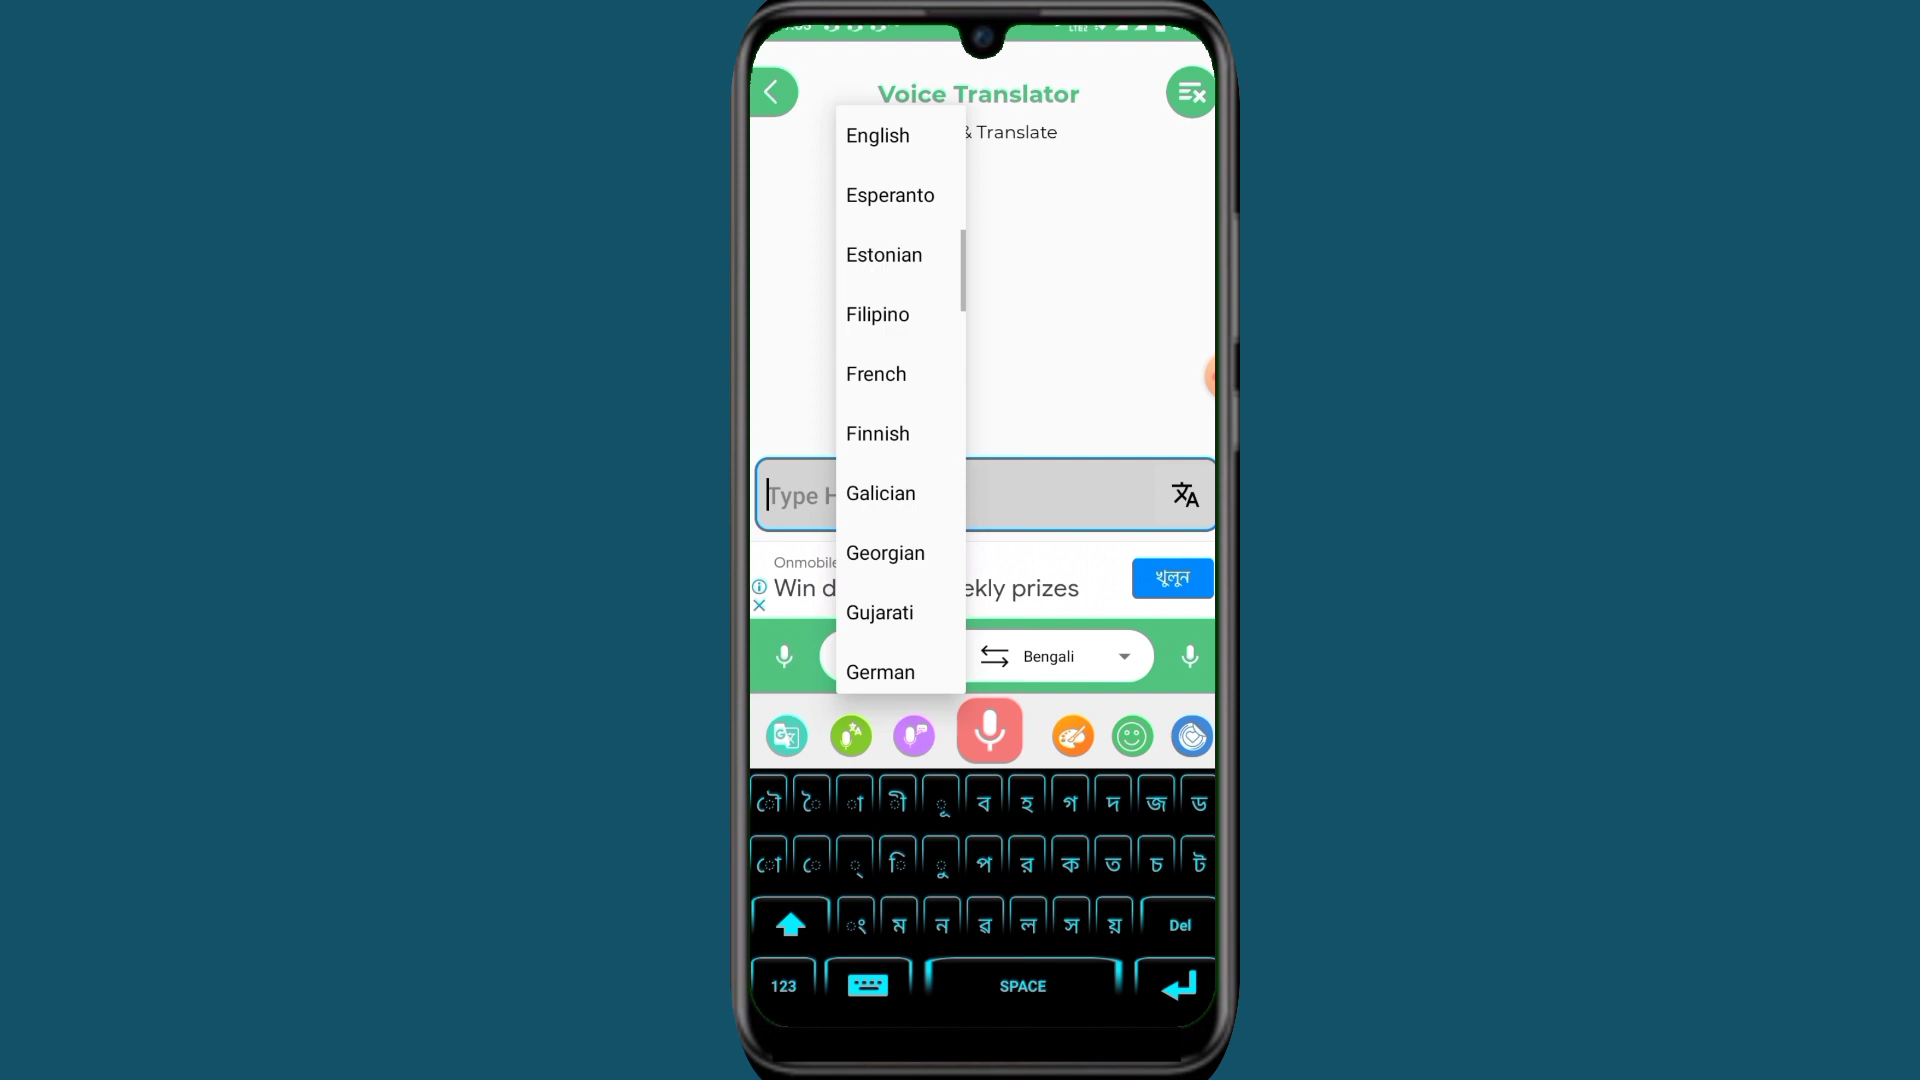 Voice Translator
& Translate
English
Esperanto
Estonian
Filipino
French
Finnish
Type H
Galician
Georgian
Onmobile
Win d ekly prizes
খুলুন
Gujarati
Bengali
German
ৌ ৈ া ী ূ ব হ গ দ জ ড
ো ে ্ ি ু প র ক ত চ ট
ং ম ন ৱ ল স য় Del
123 SPACE